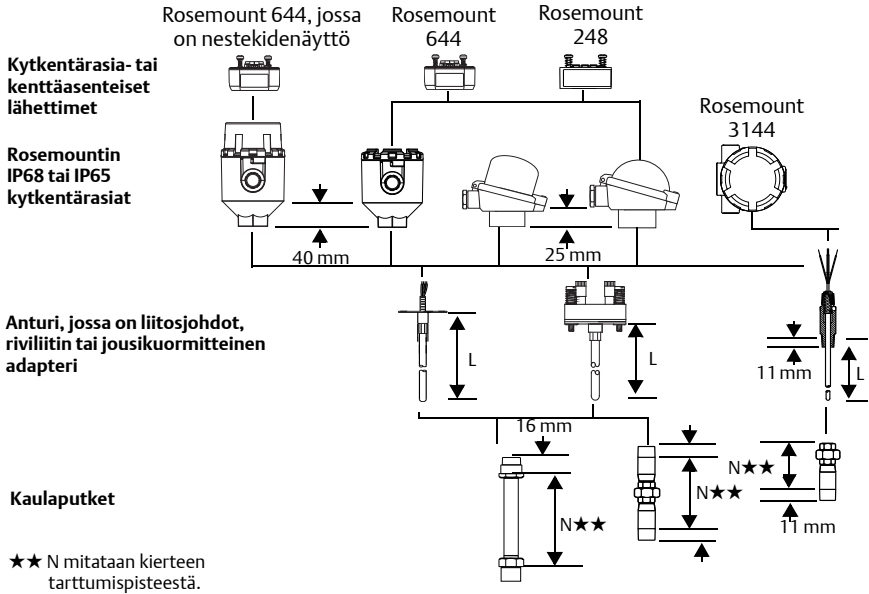 Rosemount 644, jossa
on nestekidenäyttö
Rosemount
644
Rosemount
248
Kytkentärasia- tai
kenttäasenteiset
lähettimet
Rosemount
3144
Rosemountin
IP68 tai IP65
kytkentärasiat
40 mm
25 mm
Anturi, jossa on liitosjohdot,
riviliitin tai jousikuormitteinen
adapteri
L
L
11 mm
L
16 mm
Kaulaputket
N★★
N★★
N★★
11 mm
★★ N mitataan kierteen
tarttumispisteestä.